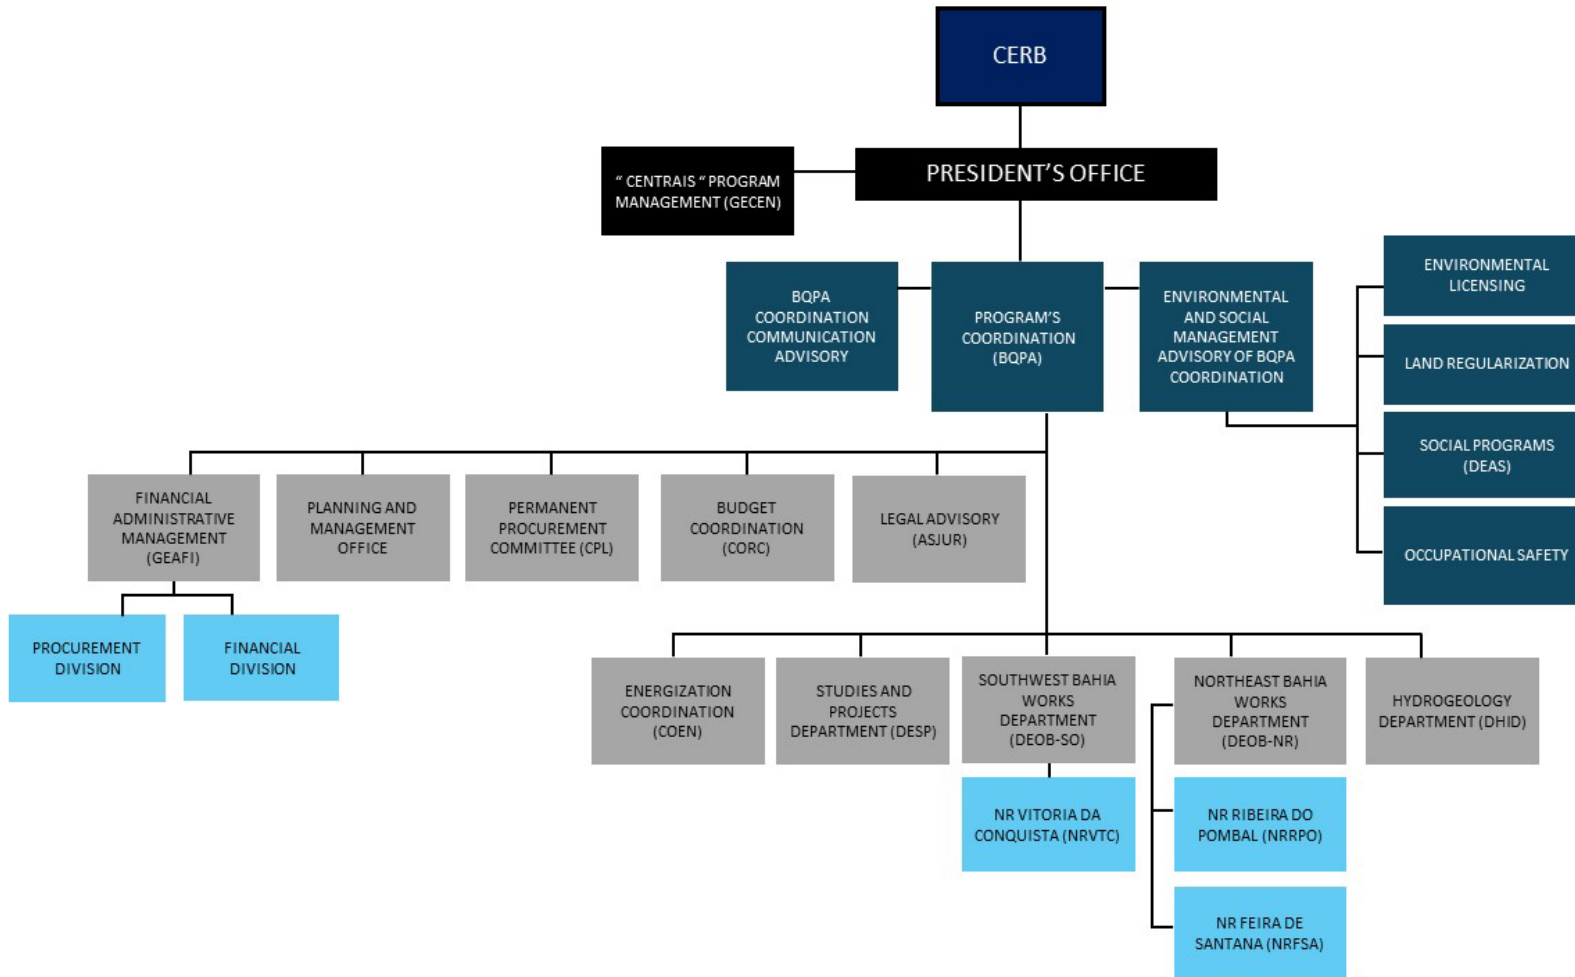 CERB
PRESIDENT'S OFFICE
“ CENTRAIS “ PROGRAM
MANAGEMENT (GECEN)
BQPA
COORDINATION
COMMUNICATION
ADVISORY
PROGRAM'S
COORDINATION
(BQPA)
ENVIRONMENTAL
AND SOCIAL
MANAGEMENT
ADVISORY OF BQPA
COORDINATION
ENVIRONMENTAL
LICENSING
LAND REGULARIZATION
SOCIAL PROGRAMS
(DEAS)
OCCUPATIONAL SAFETY
FINANCIAL
ADMINISTRATIVE
MANAGEMENT
(GEAFI)
PLANNING AND
MANAGEMENT
OFFICE
PERMANENT
PROCUREMENT
COMMITTEE (CPL)
BUDGET
COORDINATION
(CORC)
LEGAL ADVISORY
(ASJUR)
PROCUREMENT
DIVISION
FINANCIAL
DIVISION
ENERGIZATION
COORDINATION
(COEN)
STUDIES AND
PROJECTS
DEPARTMENT (DESP)
SOUTHWEST BAHIA
WORKS
DEPARTMENT
(DEOB-SO)
NORTHEAST BAHIA
WORKS
DEPARTMENT
(DEOB-NR)
HYDROGEOLOGY
DEPARTMENT (DHID)
NR VITORIA DA
CONQUISTA (NRVTC)
NR RIBEIRA DO
POMBAL (NRRPO)
NR FEIRA DE
SANTANA (NRFSA)